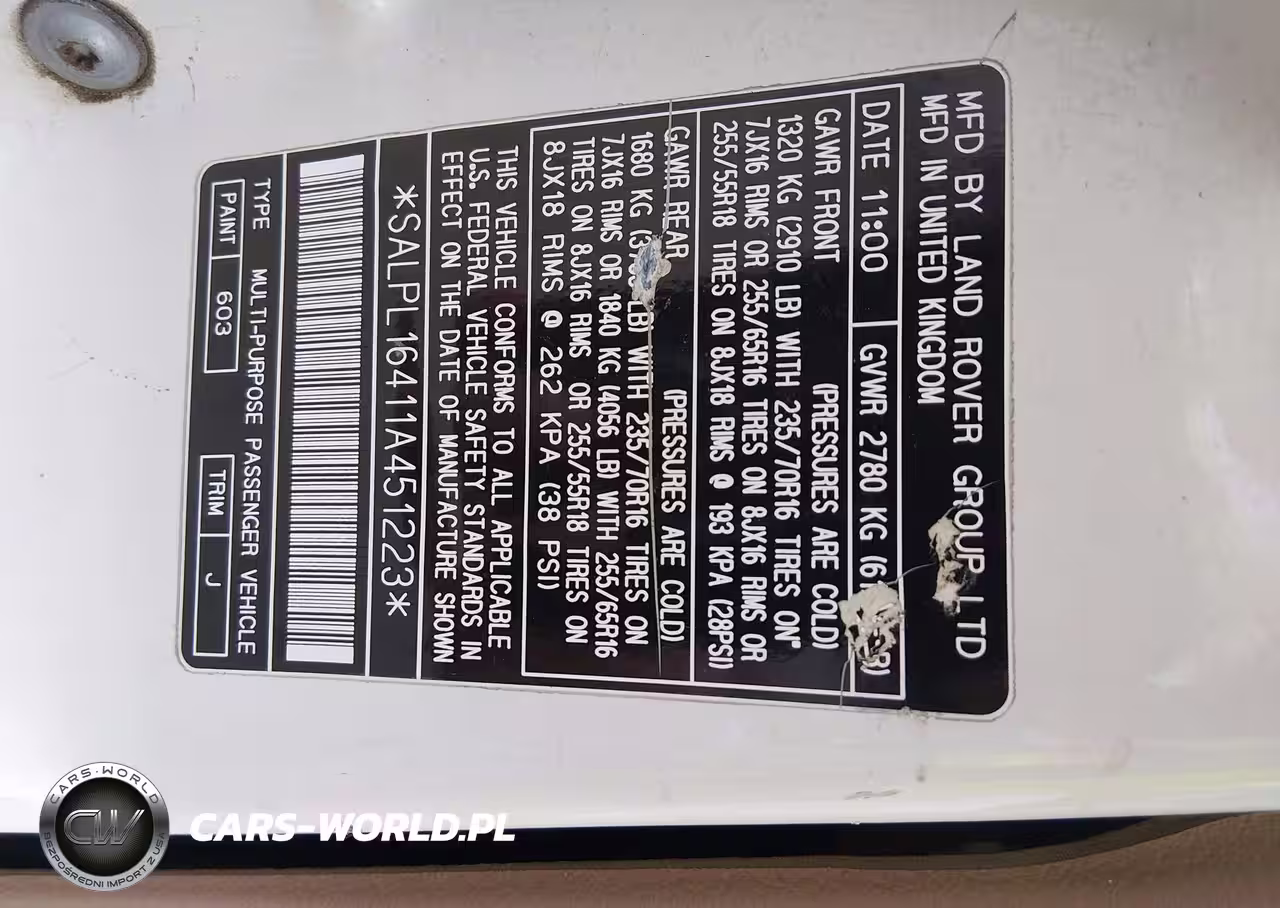 MFD BY LAND ROVER GROUP LTD
MFD IN UNITED KINGDOM
DATE 11:00 GVWR 2780 KG
GAWR FRONT (PRESSURES ARE COLD)
1320 KG (2910 LB) WITH 235/70R16 TIRES ON
7JX16 RIMS OR 255/65R16 TIRES ON 8JX16 RIMS OR
255/55R18 TIRES ON 8JX18 RIMS @ 193 KPA (28PSI)
GAWR REAR (PRESSURES ARE COLD)
1680 KG LB) WITH 235/70R16 TIRES ON
7JX16 RIMS OR 1840 KG (4056 LB) WITH 255/65R16
TIRES ON 8JX16 RIMS OR 255/55R18 TIRES ON
8JX18 RIMS @ 262 KPA (38 PSI)
THIS VEHICLE CONFORMS TO ALL APPLICABLE
U.S. FEDERAL VEHICLE SAFETY STANDARDS IN
EFFECT ON THE DATE OF MANUFACTURE SHOWN
*SALPL16411A451223*
TYPE MULTI-PURPOSE PASSENGER VEHICLE
PAINT 603 TRIM J
CARS-WORLD
CW
BEZPOŚREDNI IMPORT Z USA
CARS-WORLD.PL